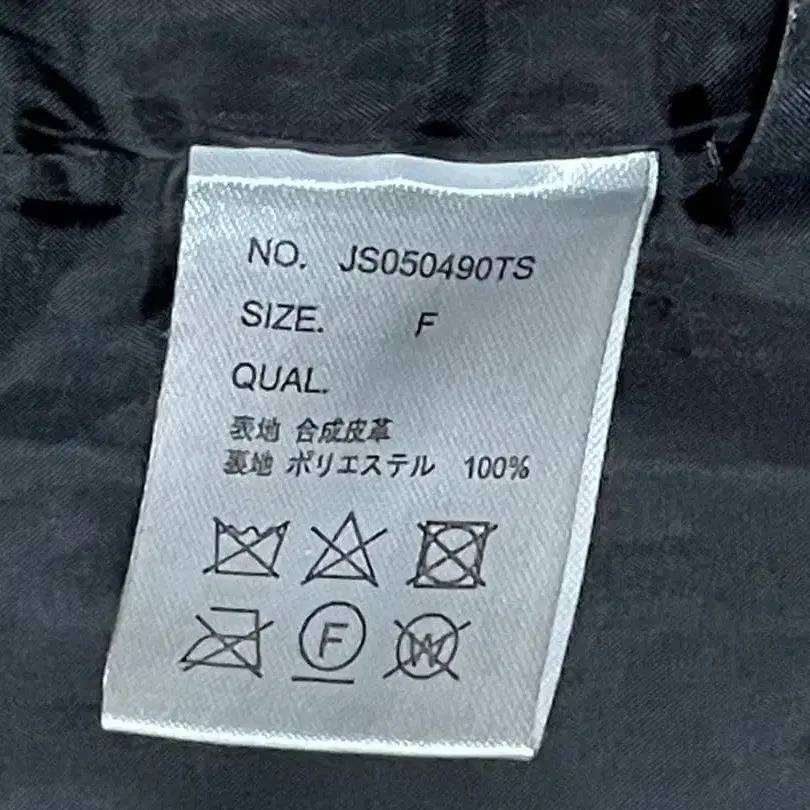 NO. JS050490TS
SIZE. F
QUAL.
表地 合成皮革
裏地 ポリエステル 100%
F
W